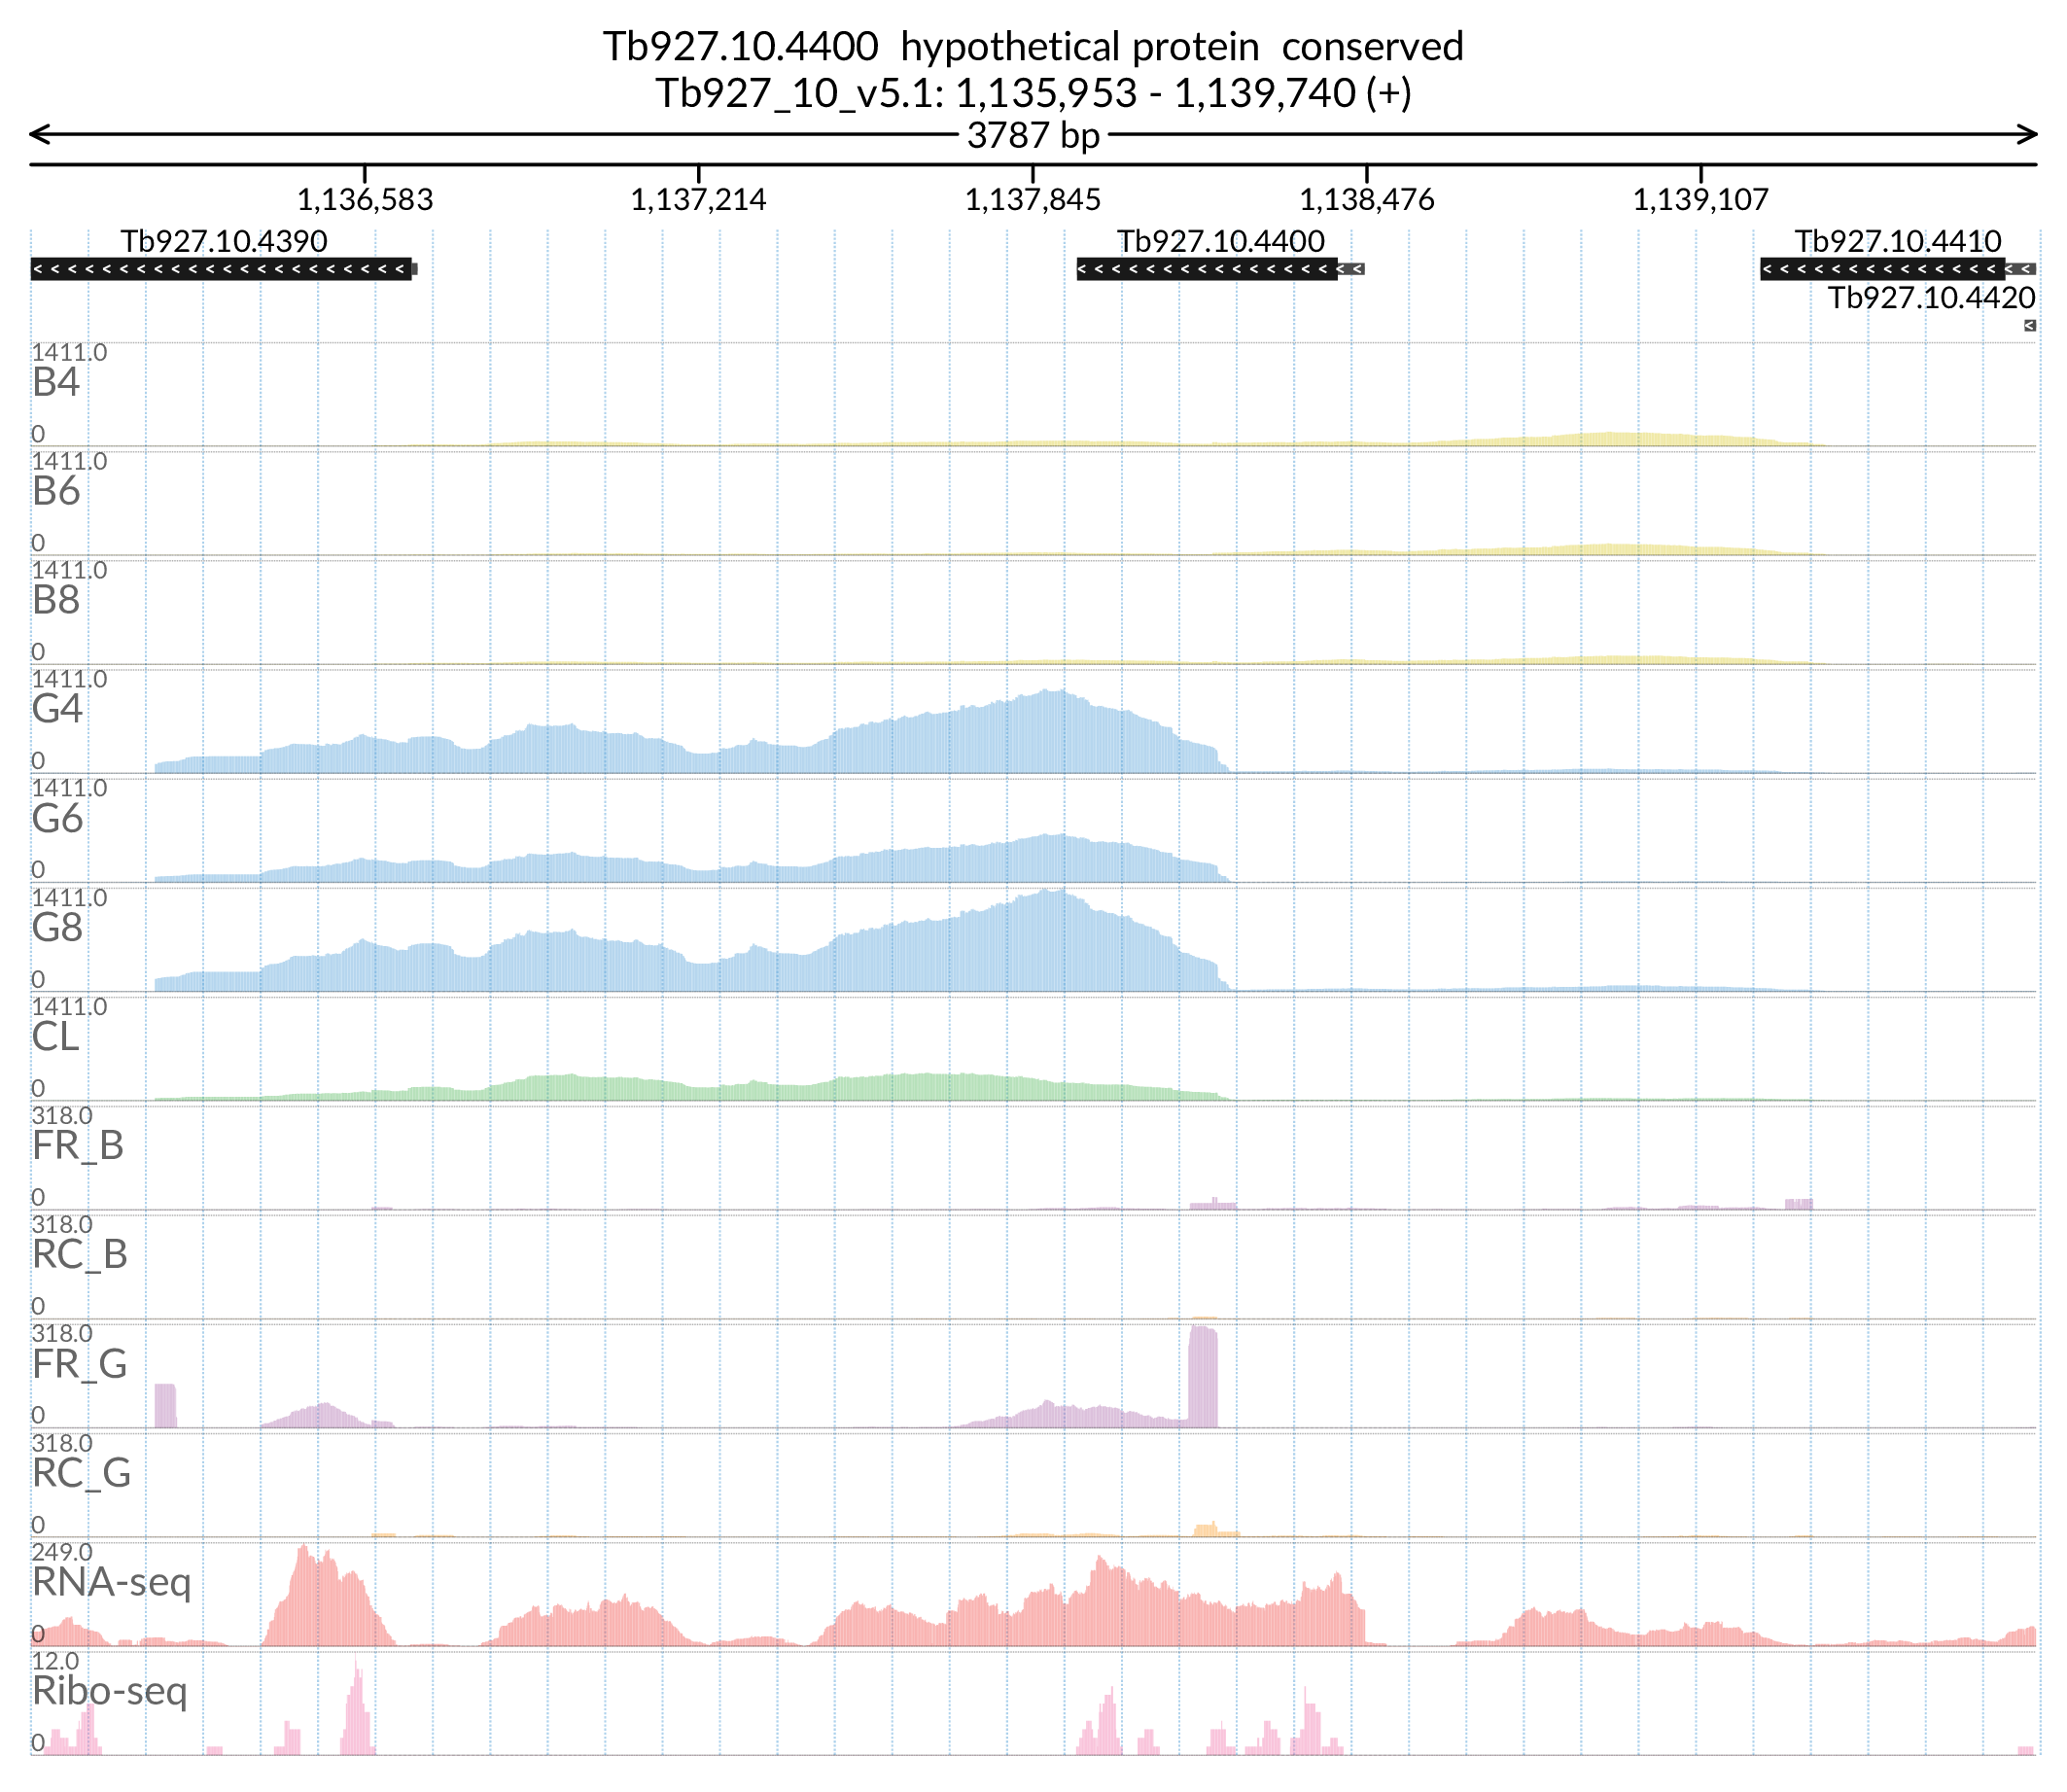 Tb927.10.4400  hypothetical protein  conserved
Tb927_10_v5.1: 1,135,953 - 1,139,740 (+)
3787 bp
1,136,583 1,137,214 1,137,845 1,138,476 1,139,107
Tb927.10.4390 Tb927.10.4400 Tb927.10.4410
Tb927.10.4420
1411.0
B4
0
1411.0
B6
0
1411.0
B8
0
1411.0
G4
0
1411.0
G6
0
1411.0
G8
0
1411.0
CL
0
318.0
FR_B
0
318.0
RC_B
0
318.0
FR_G
0
318.0
RC_G
0
249.0
RNA-seq
0
12.0
Ribo-seq
0